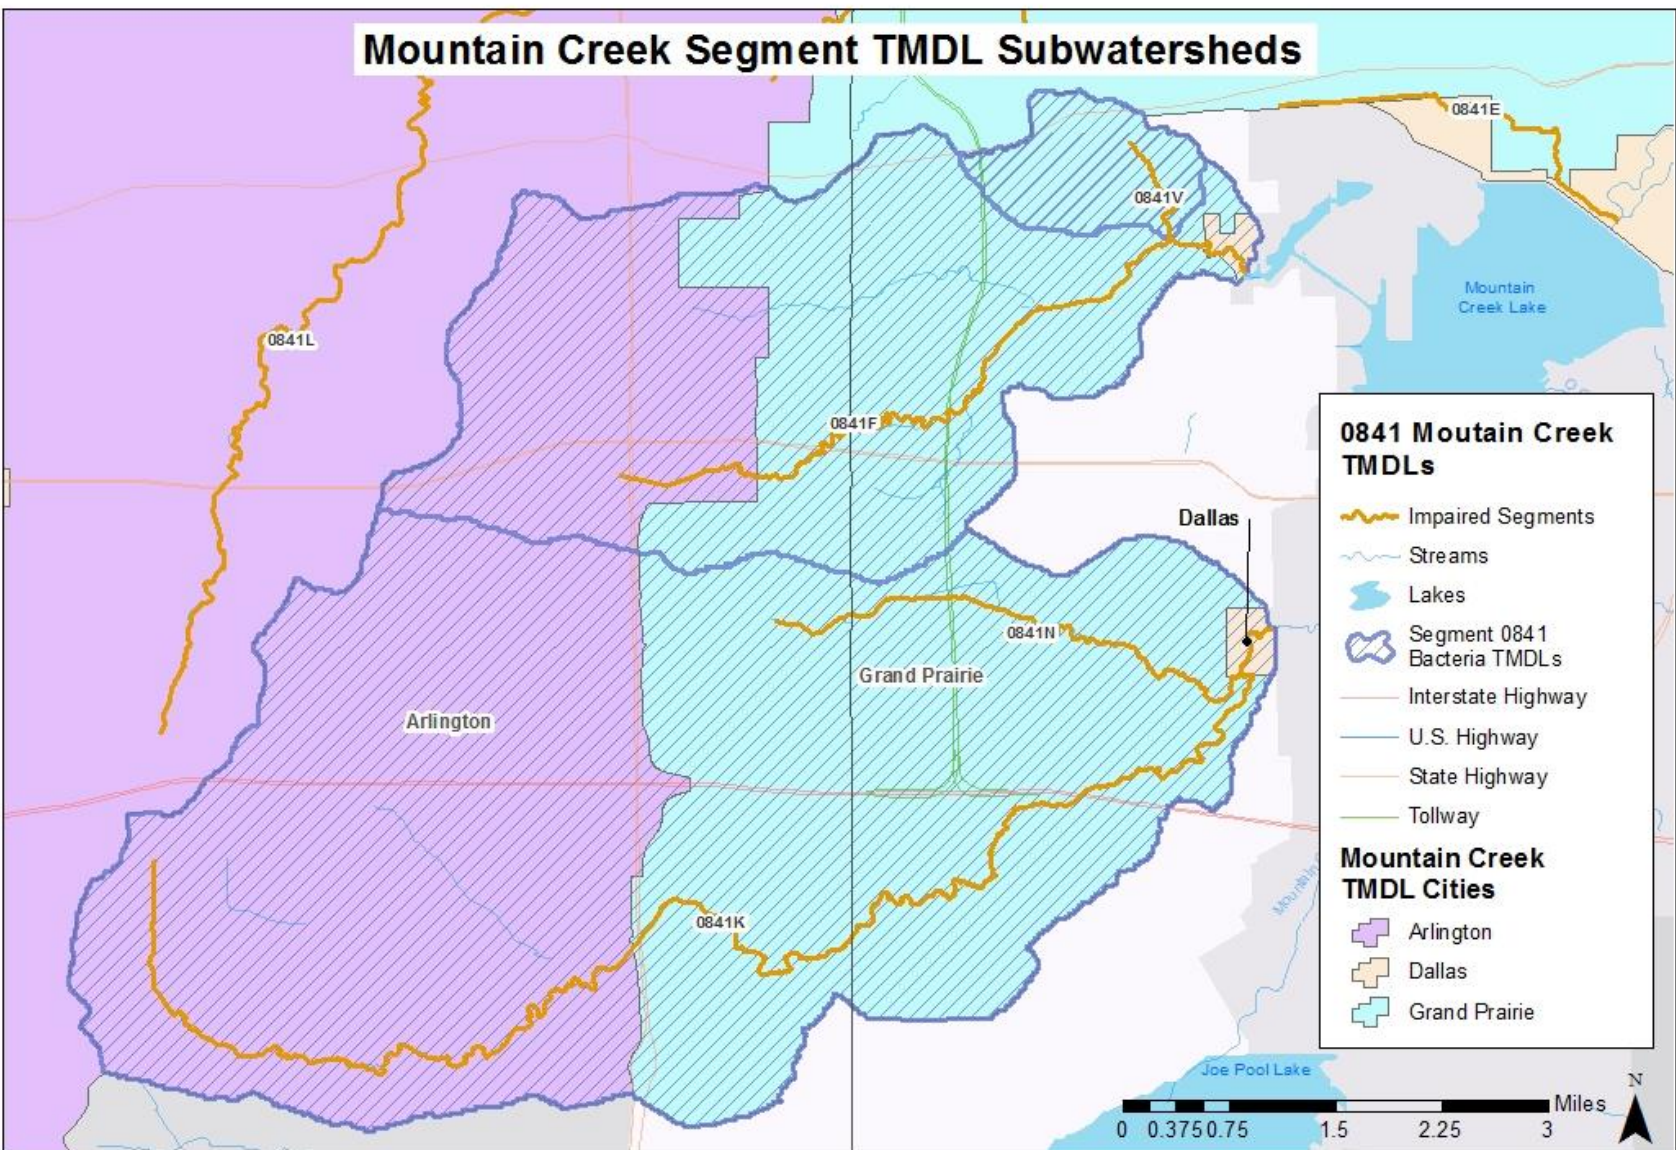 Mountain Creek Segment TMDL Subwatersheds
0841E
0841V
Mountain
Creek Lake
0841L
0841F
0841 Moutain Creek
TMDLs
Impaired Segments
Streams
Lakes
Segment 0841
Bacteria TMDLs
Interstate Highway
U.S. Highway
State Highway
Tollway
Mountain Creek
TMDL Cities
Arlington
Dallas
Grand Prairie
Dallas
0841N
Grand Prairie
Arlington
0841K
Joe Pool Lake
N
Miles
0 0.375 0.75 1.5 2.25 3